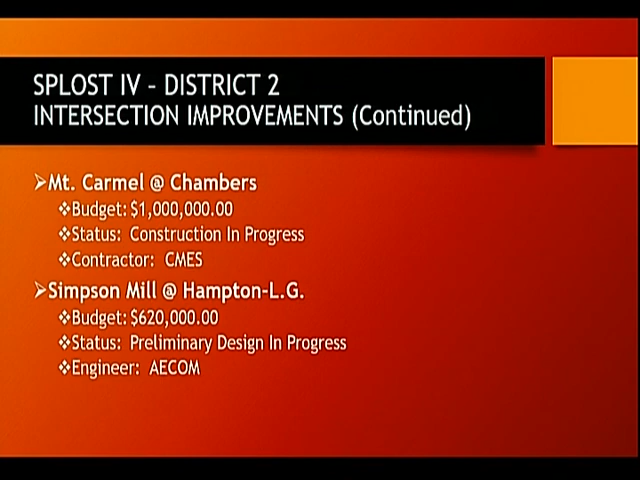 SPLOST IV – DISTRICT 2
INTERSECTION IMPROVEMENTS (Continued)
➢Mt. Carmel @ Chambers
❖Budget: $1,000,000.00
❖Status: Construction In Progress
❖Contractor: CMES
➢Simpson Mill @ Hampton-L.G.
❖Budget: $620,000.00
❖Status: Preliminary Design In Progress
❖Engineer: AECOM